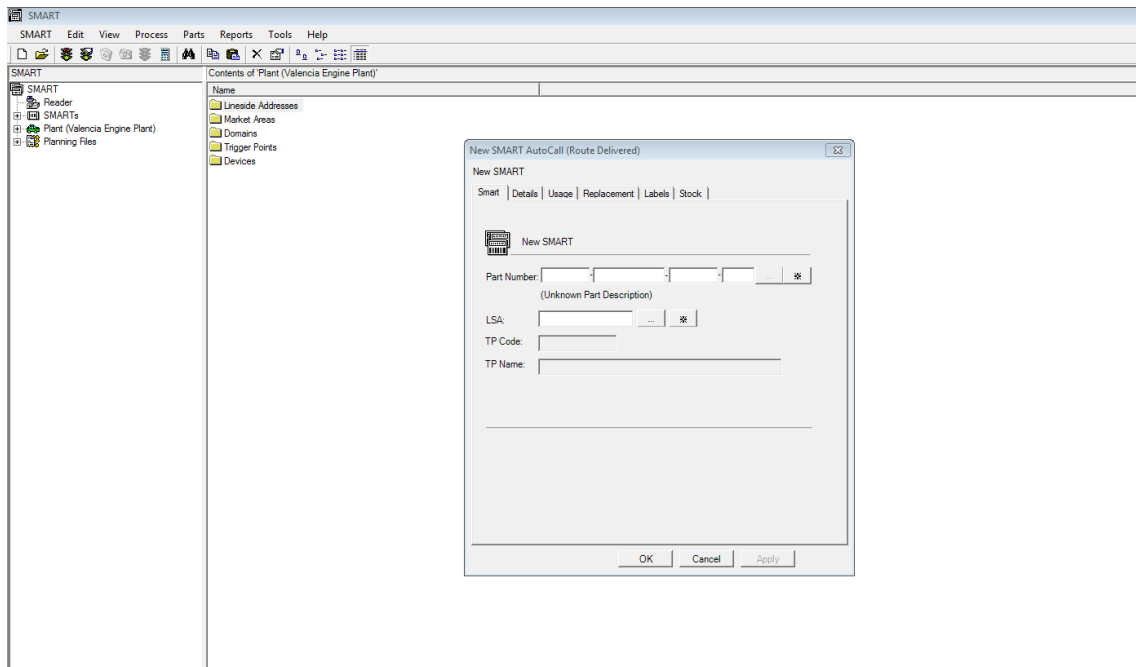 SMART
SMART Edit View Process Parts Reports Tools Help
SMART
Contents of 'Plant (Valencia Engine Plant)'
SMART
Reader
SMARTs
Plant (Valencia Engine Plant)
Planning Files
Name
Lineside Addresses
Market Areas
Domains
Trigger Points
Devices
New SMART AutoCall (Route Delivered)
New SMART
Smart Details Usage Replacement Labels Stock
New SMART
Part Number: - - - ...
(Unknown Part Description)
LSA: ...
TP Code:
TP Name:
OK Cancel Apply